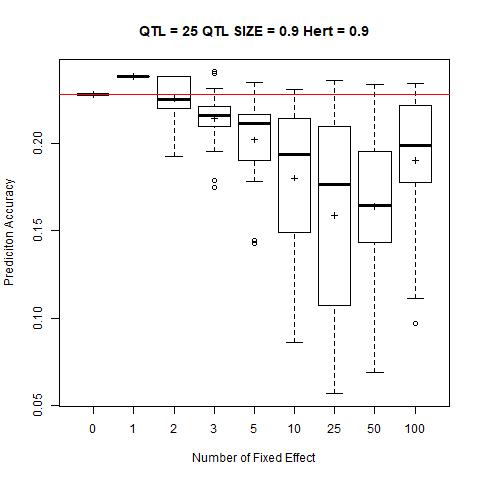 QTL = 25 QTL SIZE = 0.9 Hert = 0.9
Prediciton Accuracy
0.20
0.15
0.10
0.05
0 1 2 3 5 10 25 50 100
Number of Fixed Effect